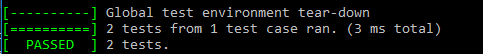 [----------] Global test environment tear-down
[==========] 2 tests from 1 test case ran. (3 ms total)
[  PASSED  ] 2 tests.